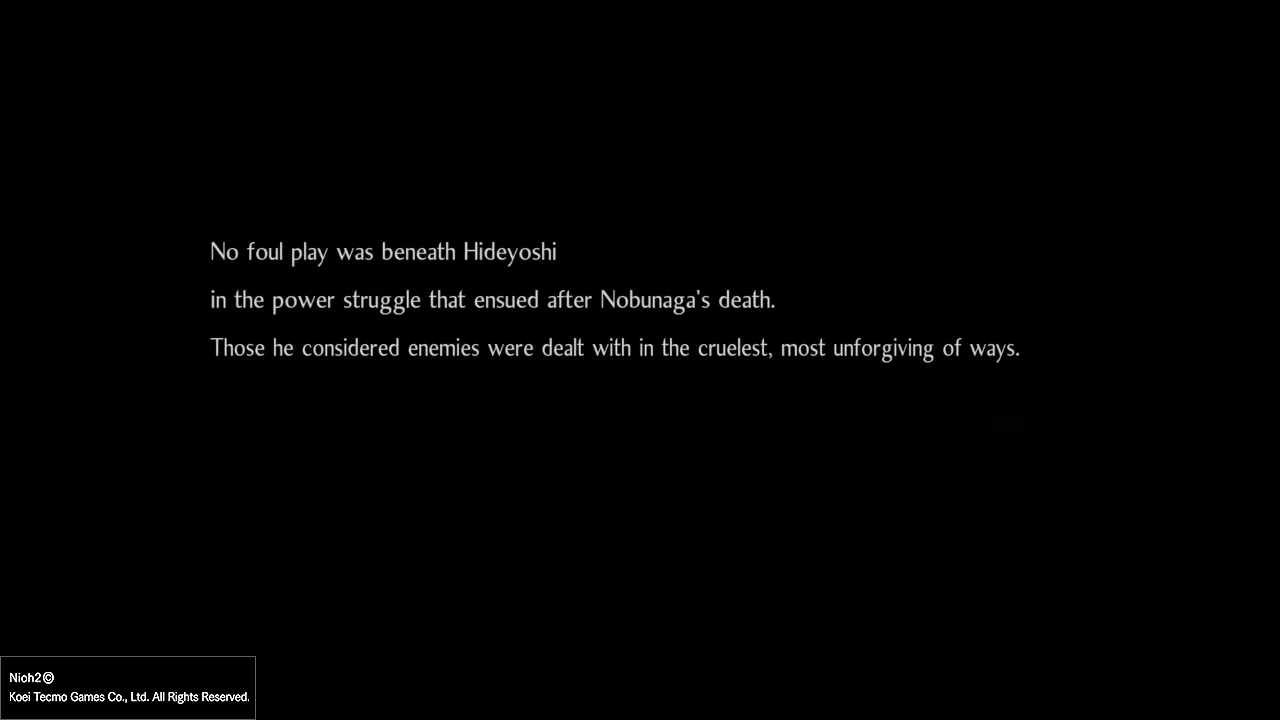 No foul play was beneath Hideyoshi
in the power struggle that ensued after Nobunaga's death.
Those he considered enemies were dealt with in the cruelest, most unforgiving of ways.
Nioh2©
Koei Tecmo Games Co., Ltd. All Rights Reserved.